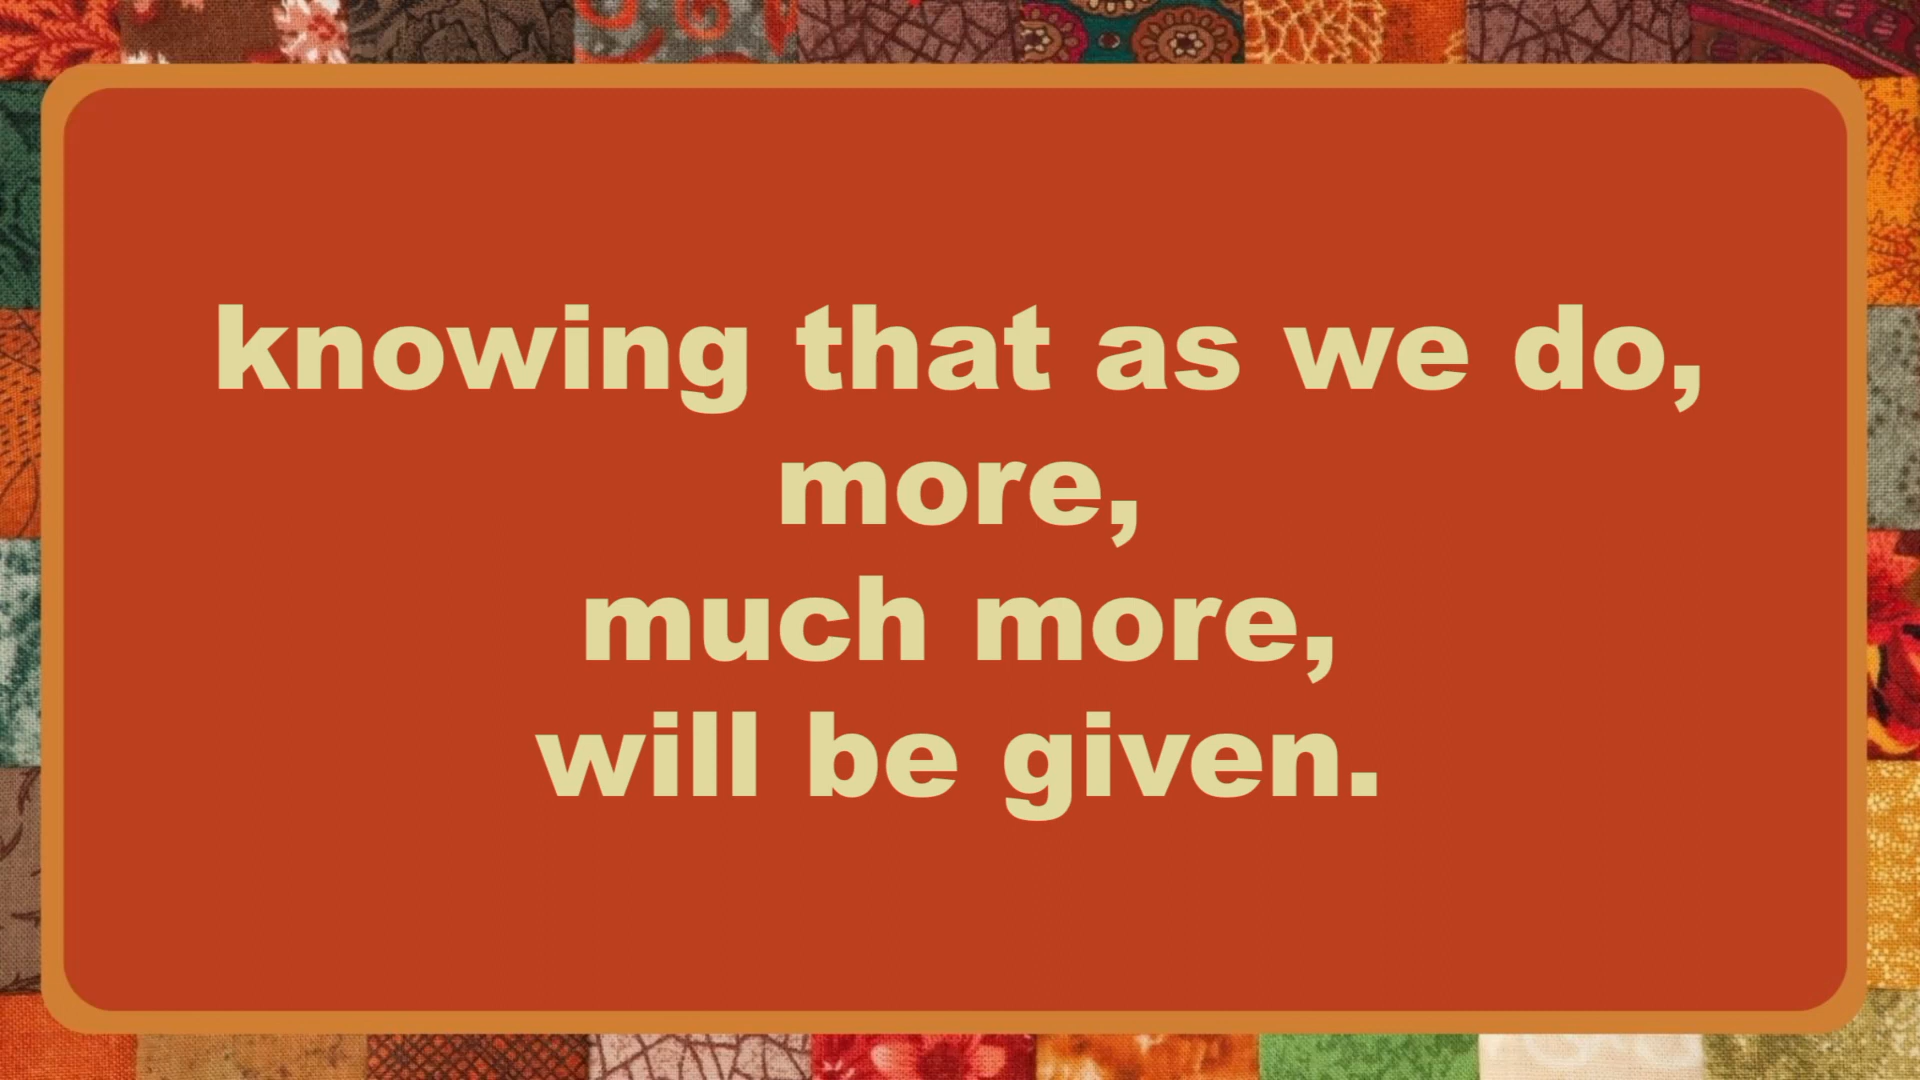 knowing that as we do,
more,
much more,
will be given.